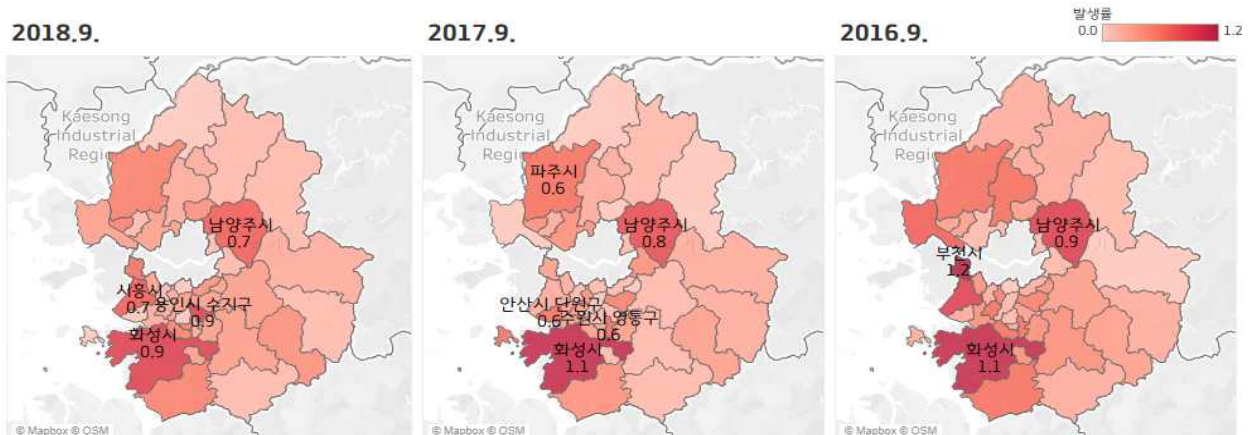 발생률
0.0 1.2
2018.9.
Kaesong
Industrial
Regi
남양주시
0.7
시흥시
0.7
용인시 수지구
0.9
화성시
0.9
© Mapbox © OSM
2017.9.
Kaesong
Industrial
Regi
파주시
0.6
남양주시
0.8
안산시 단원구
0.6
수원시 영통구
0.6
화성시
1.1
© Mapbox © OSM
2016.9.
Kaesong
Industrial
Regi
남양주시
0.9
부천시
1.2
화성시
1.1
© Mapbox © OSM